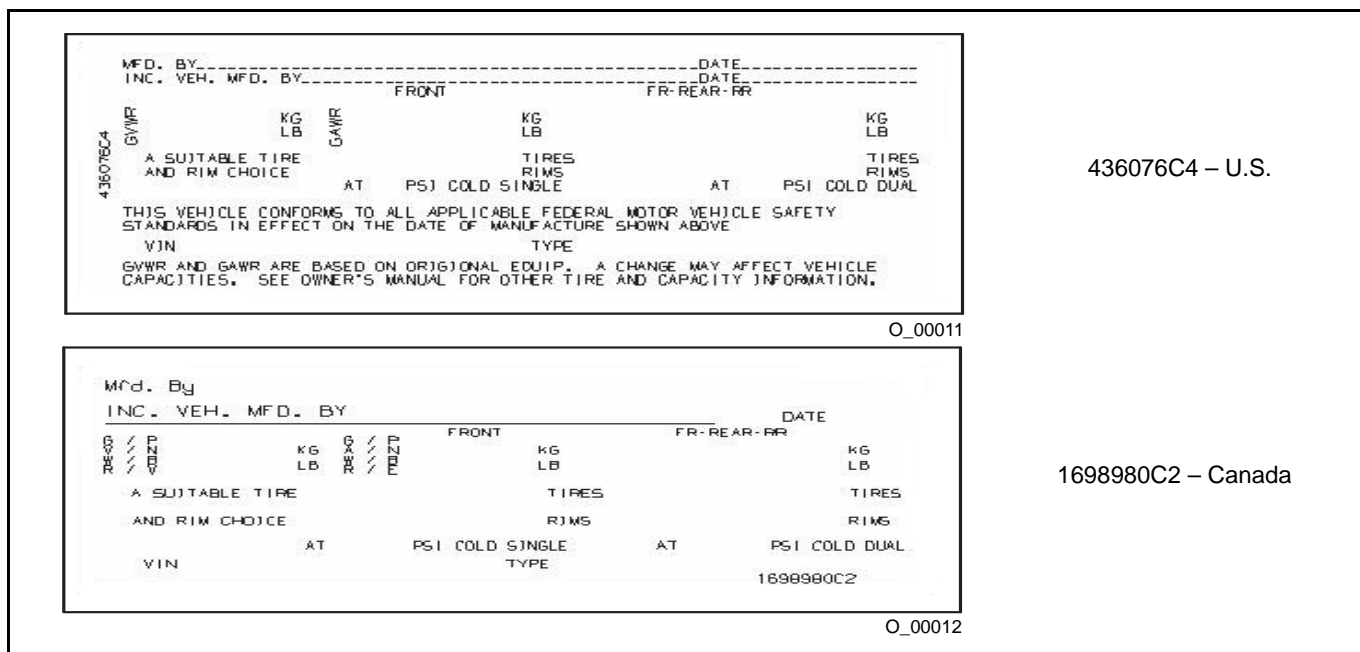 MFD. BY DATE
INC. VEH. MFD. BY DATE
FRONT FR-REAR-RR
GVWR KG GAWR KG KG
LB LB LB
436076C4
A SUITABLE TIRE TIRES TIRES
AND RIM CHOICE RIMS RIMS
AT PSI COLD SINGLE AT PSI COLD DUAL
THIS VEHICLE CONFORMS TO ALL APPLICABLE FEDERAL MOTOR VEHICLE SAFETY
STANDARDS IN EFFECT ON THE DATE OF MANUFACTURE SHOWN ABOVE
VIN TYPE
GVWR AND GAWR ARE BASED ON ORIGIONAL EQUIP. A CHANGE MAY AFFECT VEHICLE
CAPACITIES. SEE OWNER'S MANUAL FOR OTHER TIRE AND CAPACITY INFORMATION.
436076C4 – U.S.
O_00011
Mfd. By
INC. VEH. MFD. BY DATE
FRONT FR-REAR-RR
G / P G / P
V / N KG A / N KG KG
W / B LB W / B LB LB
R / V R / E
A SUITABLE TIRE TIRES TIRES
AND RIM CHOICE RIMS RIMS
AT PSI COLD SINGLE AT PSI COLD DUAL
VIN TYPE
1698980C2
1698980C2 – Canada
O_00012